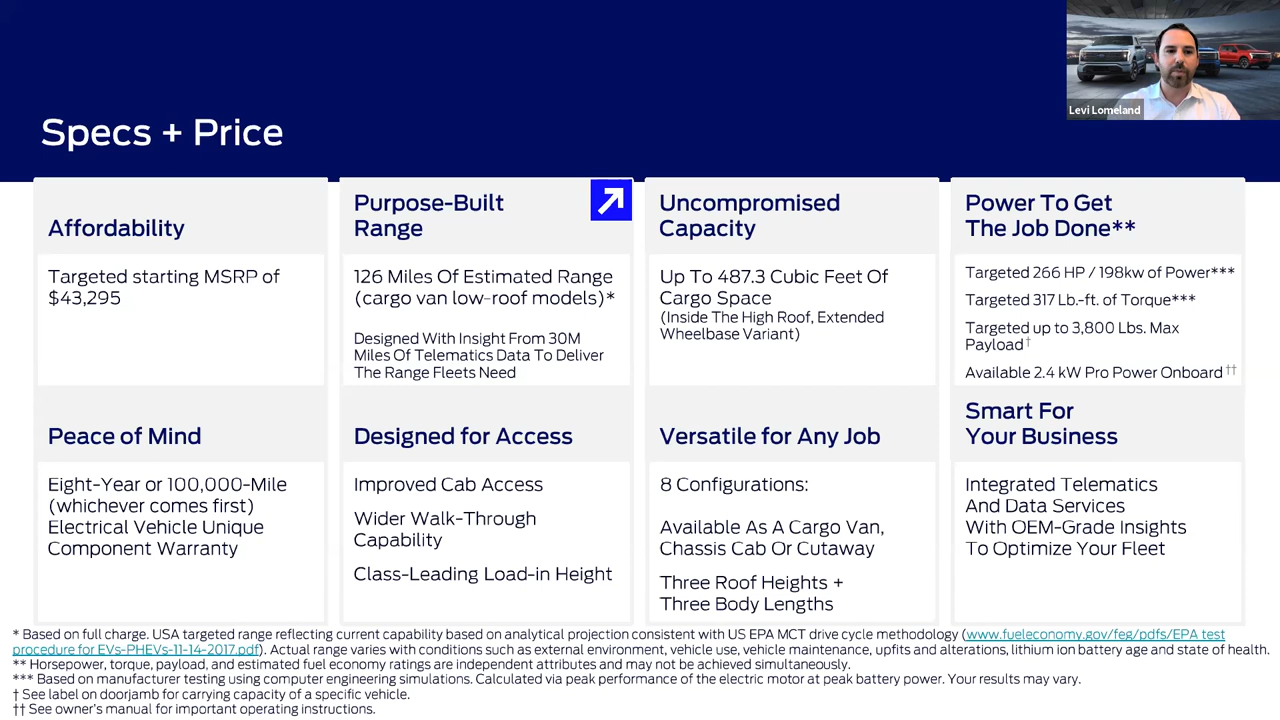 Levi Lomeland
Specs + Price
Affordability
Targeted starting MSRP of
$43,295
Purpose-Built
Range
126 Miles Of Estimated Range
(cargo van low-roof models)*
Designed With Insight From 30M
Miles Of Telematics Data To Deliver
The Range Fleets Need
Uncompromised
Capacity
Up To 487.3 Cubic Feet Of
Cargo Space
(Inside The High Roof, Extended
Wheelbase Variant)
Power To Get
The Job Done**
Targeted 266 HP / 198kw of Power***
Targeted 317 Lb.-ft. of Torque***
Targeted up to 3,800 Lbs. Max
Payload†
Available 2.4 kW Pro Power Onboard††
Peace of Mind
Eight-Year or 100,000-Mile
(whichever comes first)
Electrical Vehicle Unique
Component Warranty
Designed for Access
Improved Cab Access
Wider Walk-Through
Capability
Class-Leading Load-in Height
Versatile for Any Job
8 Configurations:
Available As A Cargo Van,
Chassis Cab Or Cutaway
Three Roof Heights +
Three Body Lengths
Smart For
Your Business
Integrated Telematics
And Data Services
With OEM-Grade Insights
To Optimize Your Fleet
* Based on full charge. USA targeted range reflecting current capability based on analytical projection consistent with US EPA MCT drive cycle methodology (www.fueleconomy.gov/feg/pdfs/EPA test
procedure for EVs-PHEVs-11-14-2017.pdf). Actual range varies with conditions such as external environment, vehicle use, vehicle maintenance, upfits and alterations, lithium ion battery age and state of health.
** Horsepower, torque, payload, and estimated fuel economy ratings are independent attributes and may not be achieved simultaneously.
*** Based on manufacturer testing using computer engineering simulations. Calculated via peak performance of the electric motor at peak battery power. Your results may vary.
† See label on doorjamb for carrying capacity of a specific vehicle.
†† See owner's manual for important operating instructions.